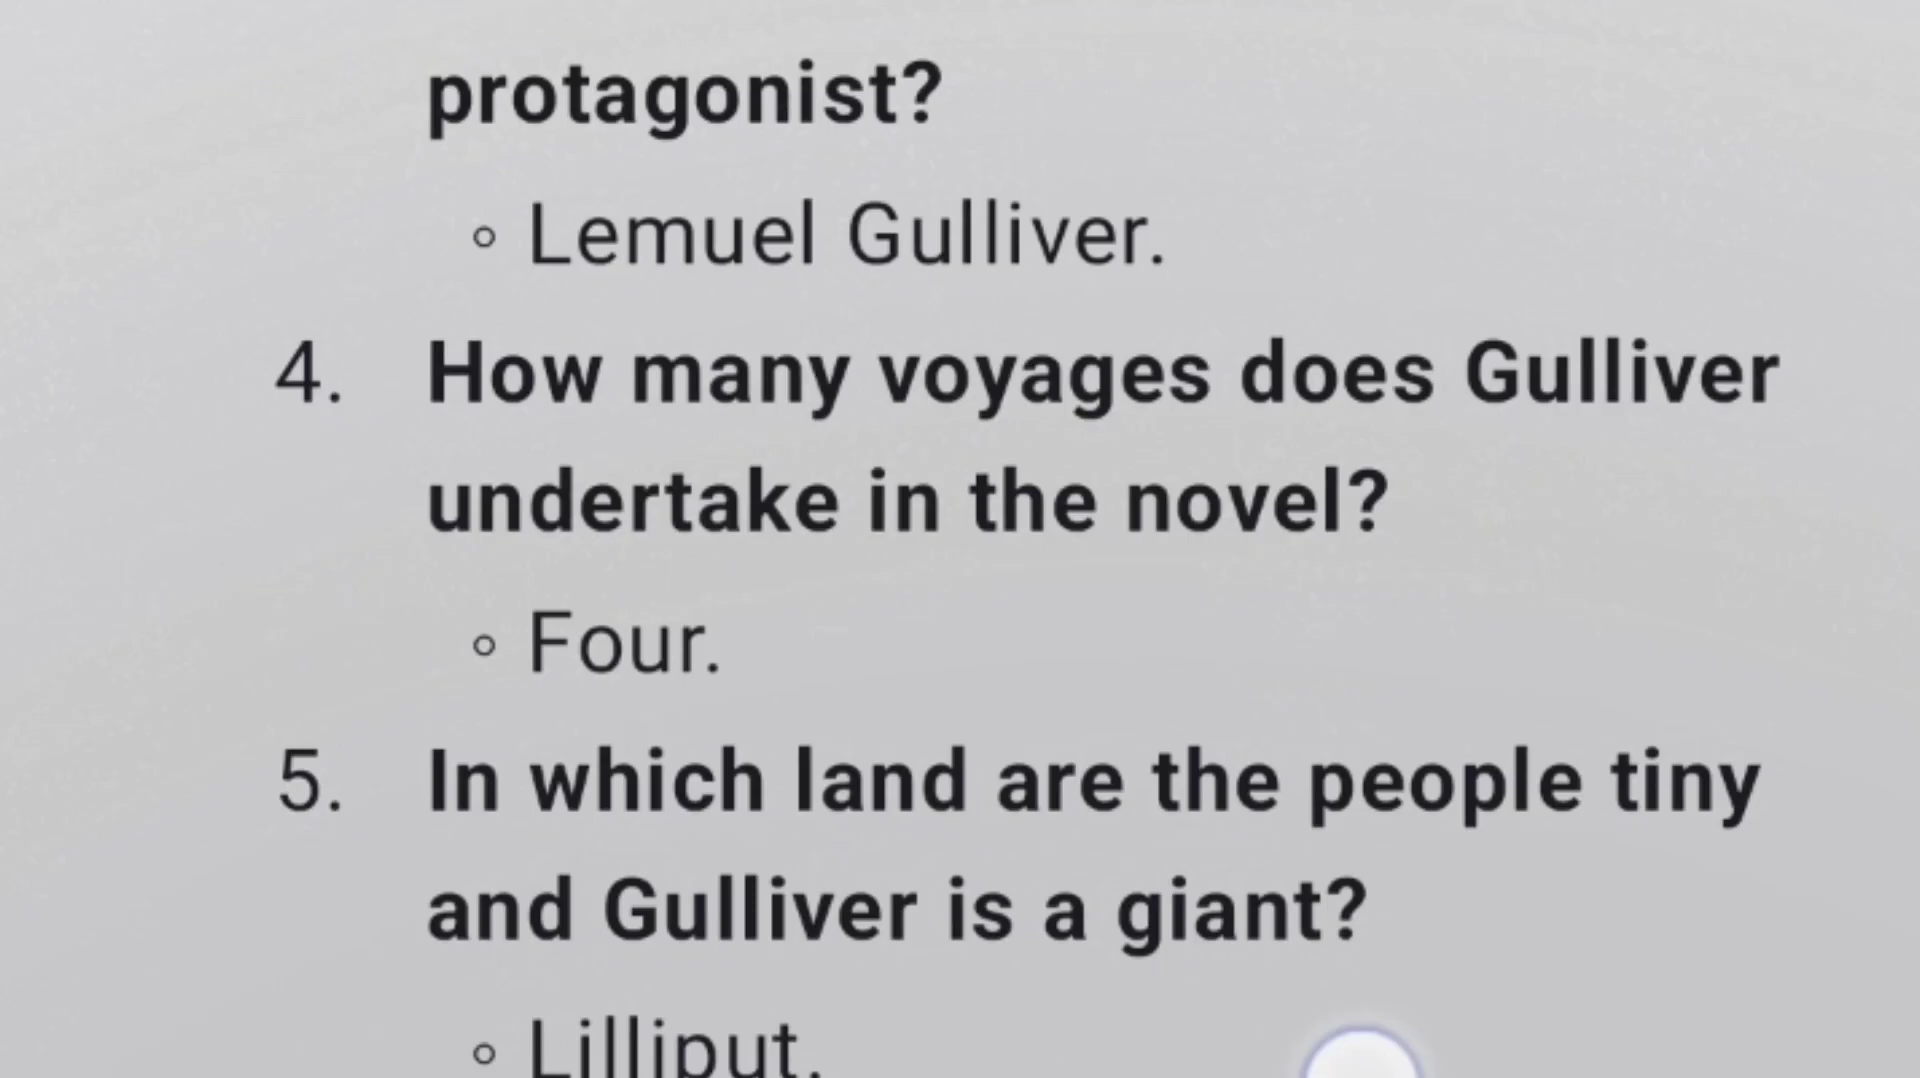 protagonist?
◦ Lemuel Gulliver.
4. How many voyages does Gulliver
undertake in the novel?
◦ Four.
5. In which land are the people tiny
and Gulliver is a giant?
◦ Lilliput.